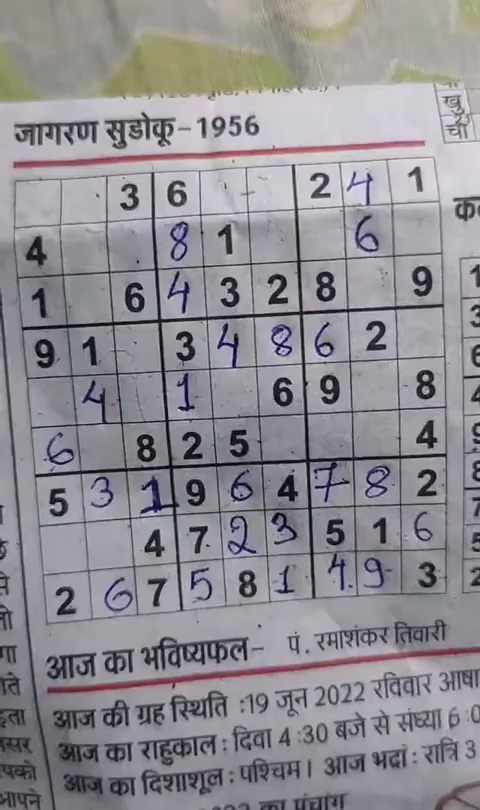 जागरण सुडोकू – 1956
3 6 2 4 1
4 8 1 6
1 6 4 3 2 8 9
9 1 3 4 8 6 2
4 1 6 9 8
6 8 2 5 4
5 3 1 9 6 4 7 8 2
4 7 2 3 5 1 6
2 6 7 5 8 1 4 9 3
आज का भविष्यफल – पं. रमाशंकर तिवारी
आज की ग्रह स्थिति : 19 जून 2022 रविवार आषा
आज का राहुकाल : दिवा 4 : 30 बजे से संध्या 6 : 0
आज का दिशाशूल : पश्चिम। आज भद्रा : रात्रि 3
का पंचांग